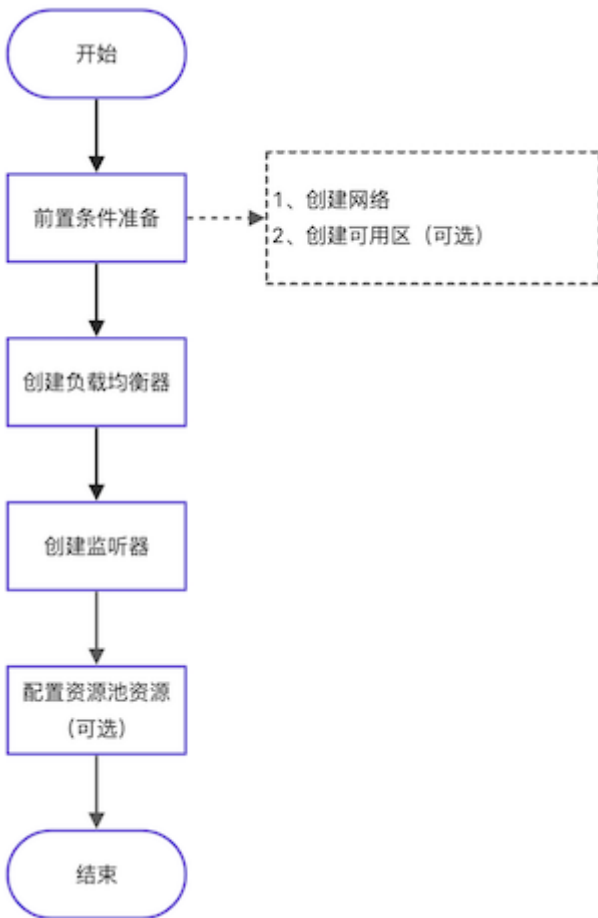 开始
前置条件准备
1、创建网络
2、创建可用区（可选）
创建负载均衡器
创建监听器
配置资源池资源
（可选）
结束